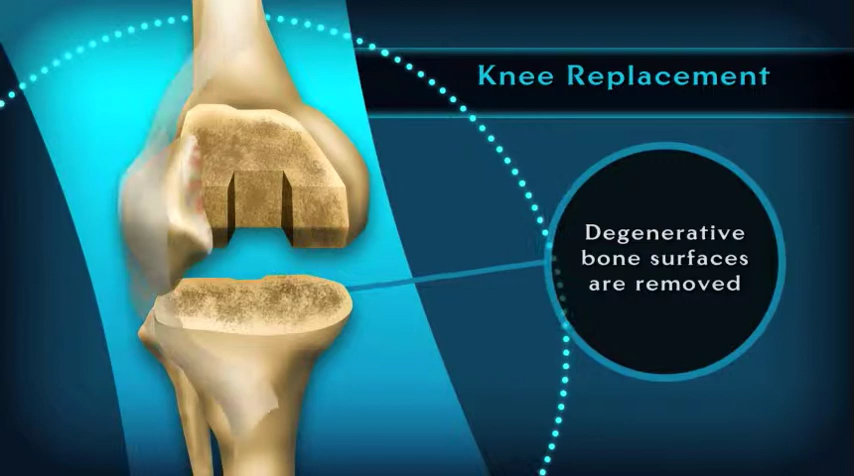 Knee Replacement
Degenerative
bone surfaces
are removed